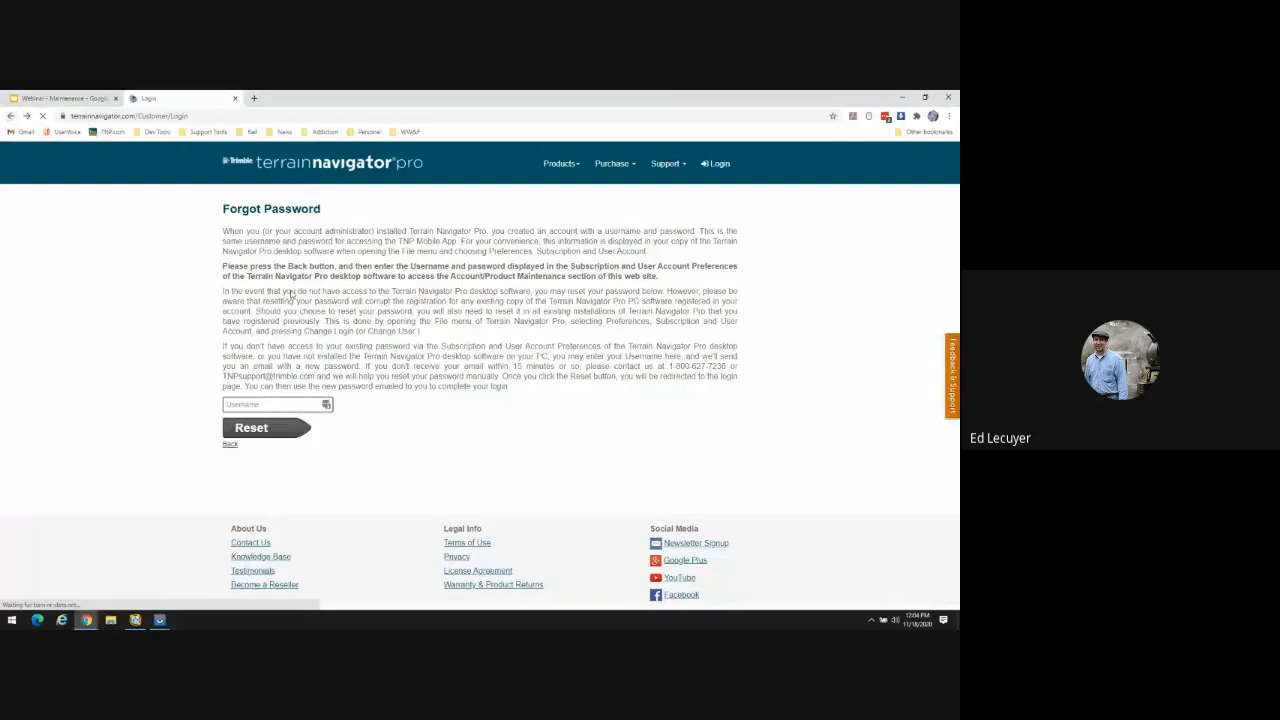 Webinar - Maintenance - Google
Login
terrainnavigator.com/Customer/Login
Gmail UserVoice TNP.com Dev Tools Support Tools Rail News Addiction Personal WW&F Other bookmarks
Trimble terrainnavigator®pro Products Purchase Support Login
Forgot Password
When you (or your account administrator) installed Terrain Navigator Pro, you created an account with a username and password. This is the
same username and password for accessing the TNP Mobile App. For your convenience, this information is displayed in your copy of the Terrain
Navigator Pro desktop software when opening the File menu and choosing Preferences, Subscription and User Account.
Please press the Back button, and then enter the Username and password displayed in the Subscription and User Account Preferences
of the Terrain Navigator Pro desktop software to access the Account/Product Maintenance section of this web site.
In the event that you do not have access to the Terrain Navigator Pro desktop software, you may reset your password below. However, please be
aware that resetting your password will corrupt the registration for any existing copy of the Terrain Navigator Pro PC software registered in your
account. Should you choose to reset your password, you will also need to reset it in all existing installations of Terrain Navigator Pro that you
have registered previously. This is done by opening the File menu of Terrain Navigator Pro, selecting Preferences, Subscription and User
Account, and pressing Change Login (or Change User.)
If you don't have access to your existing password via the Subscription and User Account Preferences of the Terrain Navigator Pro desktop
software, or you have not installed the Terrain Navigator Pro desktop software on your PC, you may enter your Username here, and we'll send
you an email with a new password. If you don't receive your email within 15 minutes or so, please contact us at 1-800-627-7236 or
TNPsupport@trimble.com and we will help you reset your password manually. Once you click the Reset button, you will be redirected to the login
page. You can then use the new password emailed to you to complete your login.
Username
Reset
Back
Feedback & Support
Ed Lecuyer
About Us Legal Info Social Media
Contact Us Terms of Use Newsletter Signup
Knowledge Base Privacy Google Plus
Testimonials License Agreement YouTube
Become a Reseller Warranty & Product Returns Facebook
12:04 PM
11/18/2020